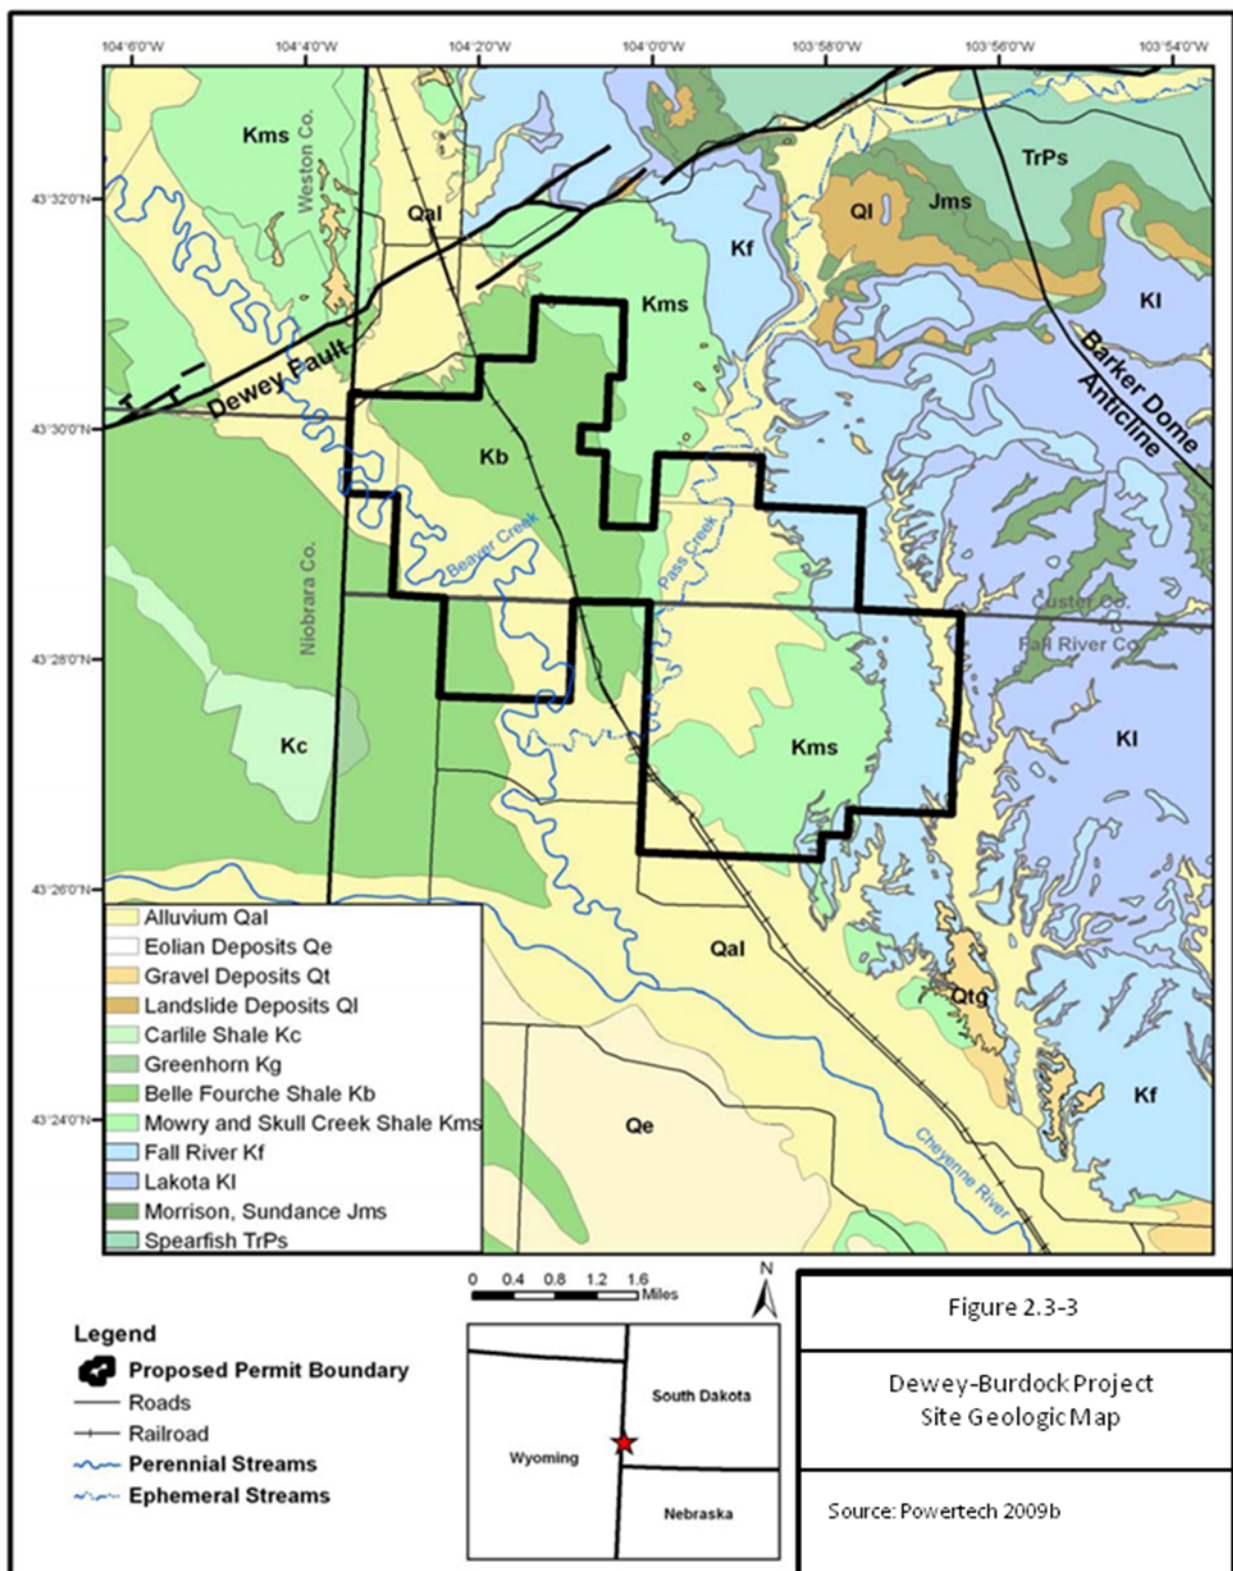 104°6'0"W 104°4'0"W 104°2'0"W 104°0'0"W 103°58'0"W 103°56'0"W 103°54'0"W
Kms
Weston Co.
TrPs
43°32'0"N
Qal
Ql
Jms
Kf
Kms
Kl
Barker Dome
Anticline
Dewey Fault
43°30'0"N
Kb
Beaver Creek
Pass Creek
Niobrara Co.
Custer Co.
Fall River Co.
43°28'0"N
Kc
Kms
Kl
43°26'0"N
Alluvium Qal
Eolian Deposits Qe
Gravel Deposits Qt
Landslide Deposits Ql
Carlile Shale Kc
Greenhorn Kg
Belle Fourche Shale Kb
Mowry and Skull Creek Shale Kms
Fall River Kf
Lakota Kl
Morrison, Sundance Jms
Spearfish TrPs
Qal
Qtg
43°24'0"N
Qe
Kf
Cheyenne River
0 0.4 0.8 1.2 1.6
Miles
N
Legend
Proposed Permit Boundary
Roads
Railroad
Perennial Streams
Ephemeral Streams
South Dakota
Wyoming
Nebraska
Figure 2.3-3
Dewey-Burdock Project
Site Geologic Map
Source: Powertech 2009b